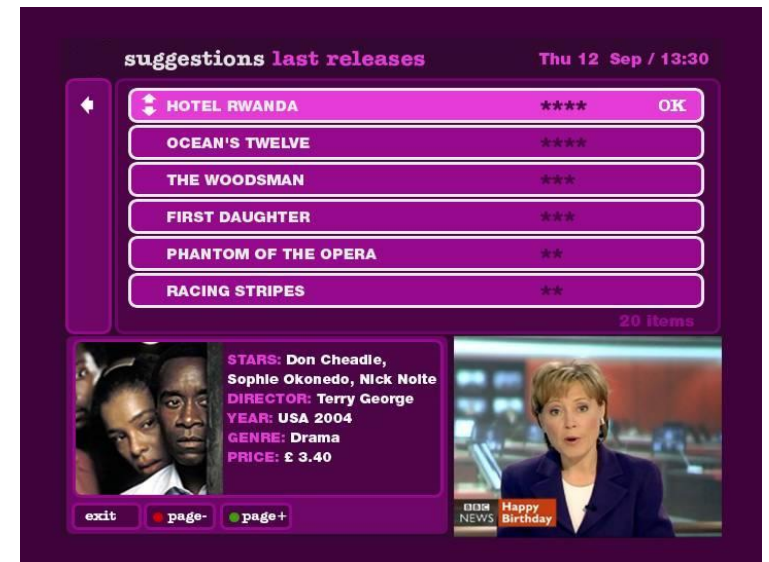 suggestions last releases
Thu 12 Sep / 13:30
HOTEL RWANDA **** OK
OCEAN'S TWELVE ****
THE WOODSMAN ***
FIRST DAUGHTER ***
PHANTOM OF THE OPERA **
RACING STRIPES **
20 items
STARS: Don Cheadle,
Sophie Okonedo, Nick Nolte
DIRECTOR: Terry George
YEAR: USA 2004
GENRE: Drama
PRICE: £ 3.40
exit
page-
page+
BBC
NEWS
Happy
Birthday